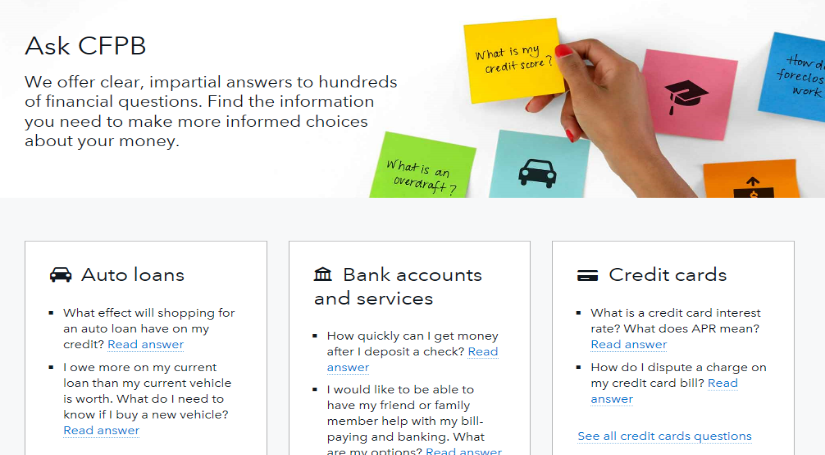 Ask CFPB
We offer clear, impartial answers to hundreds
of financial questions. Find the information
you need to make more informed choices
about your money.
What is my
credit score?
How d
foreclos
work
What is an
overdraft?
$
Auto loans
What effect will shopping for
an auto loan have on my
credit? Read answer
I owe more on my current
loan than my current vehicle
is worth. What do I need to
know if I buy a new vehicle?
Read answer
Bank accounts
and services
How quickly can I get money
after I deposit a check? Read
answer
I would like to be able to
have my friend or family
member help with my bill-
paying and banking. What
are my options? Read answer
Credit cards
What is a credit card interest
rate? What does APR mean?
Read answer
How do I dispute a charge on
my credit card bill? Read
answer
See all credit cards questions